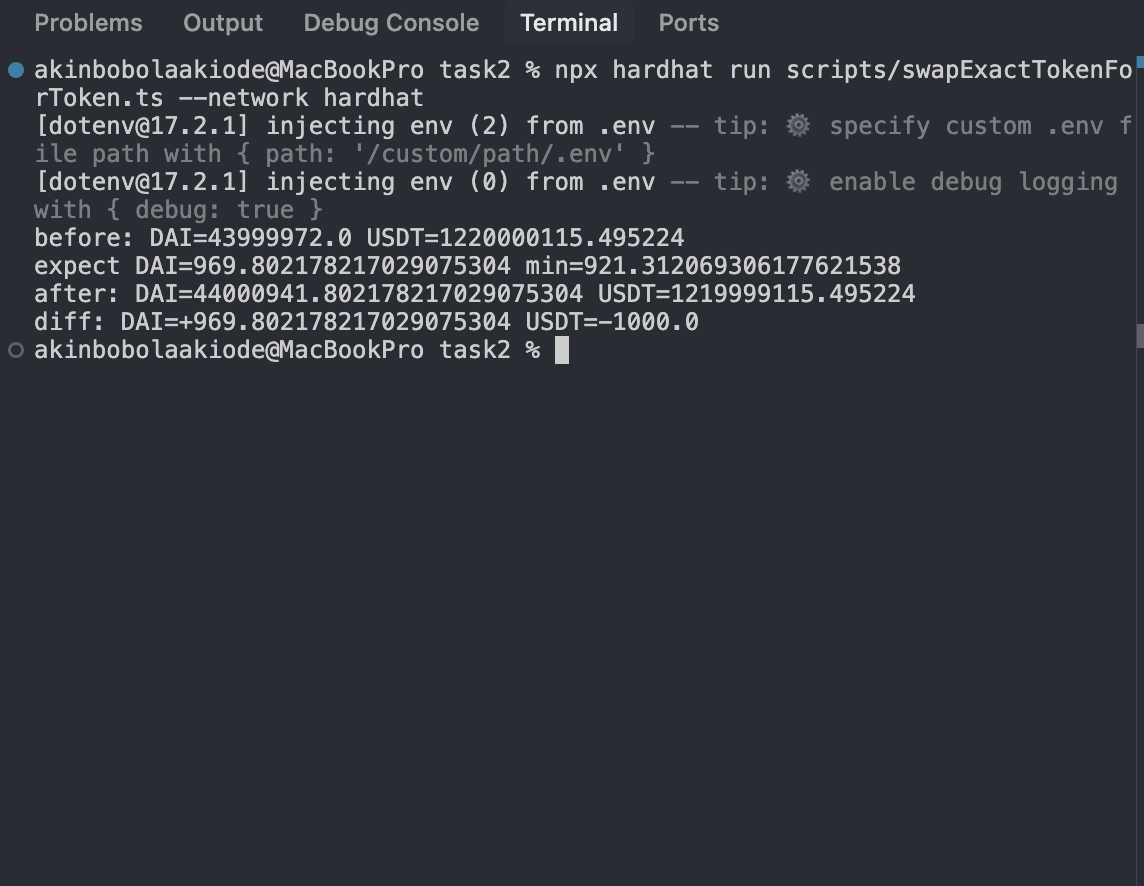 Problems Output Debug Console Terminal Ports
akinbobolaakiode@MacBookPro task2 % npx hardhat run scripts/swapExactTokenFo
rToken.ts --network hardhat
[dotenv@17.2.1] injecting env (2) from .env -- tip: ⚙️ specify custom .env f
ile path with { path: '/custom/path/.env' }
[dotenv@17.2.1] injecting env (0) from .env -- tip: ⚙️ enable debug logging
with { debug: true }
before: DAI=43999972.0 USDT=1220000115.495224
expect DAI=969.802178217029075304 min=921.312069306177621538
after: DAI=44000941.802178217029075304 USDT=1219999115.495224
diff: DAI=+969.802178217029075304 USDT=-1000.0
akinbobolaakiode@MacBookPro task2 %